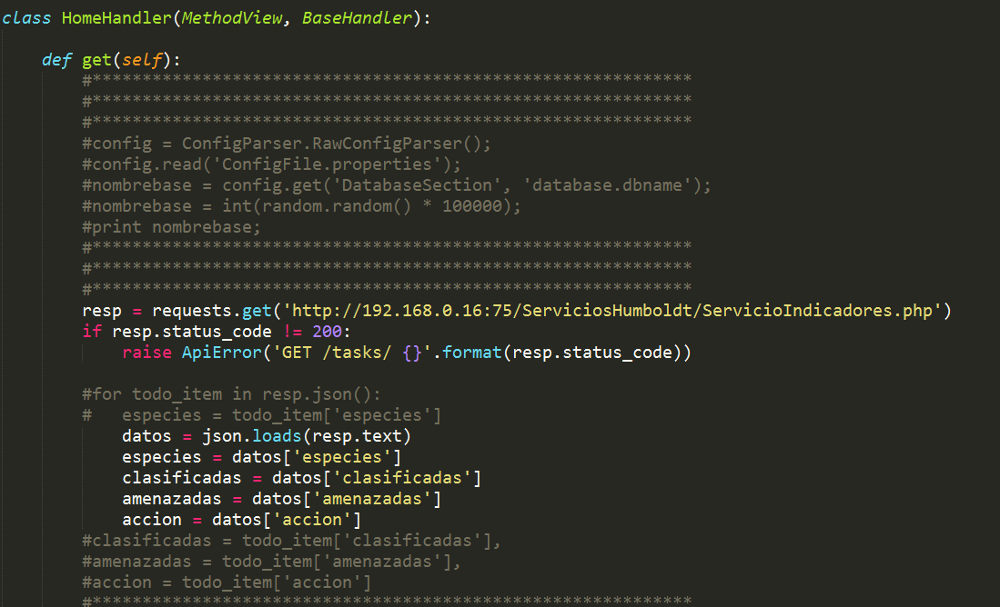 class HomeHandler(MethodView, BaseHandler):
def get(self):
#************************************************************
#************************************************************
#************************************************************
#config = ConfigParser.RawConfigParser();
#config.read('ConfigFile.properties');
#nombrebase = config.get('DatabaseSection', 'database.dbname');
#nombrebase = int(random.random() * 100000);
#print nombrebase;
#************************************************************
#************************************************************
#************************************************************
resp = requests.get('http://192.168.0.16:75/ServiciosHumboldt/ServicioIndicadores.php')
if resp.status_code != 200:
raise ApiError('GET /tasks/ {}'.format(resp.status_code))
#for todo_item in resp.json():
#   especies = todo_item['especies']
datos = json.loads(resp.text)
especies = datos['especies']
clasificadas = datos['clasificadas']
amenazadas = datos['amenazadas']
accion = datos['accion']
#clasificadas = todo_item['clasificadas'],
#amenazadas = todo_item['amenazadas'],
#accion = todo_item['accion']
#************************************************************